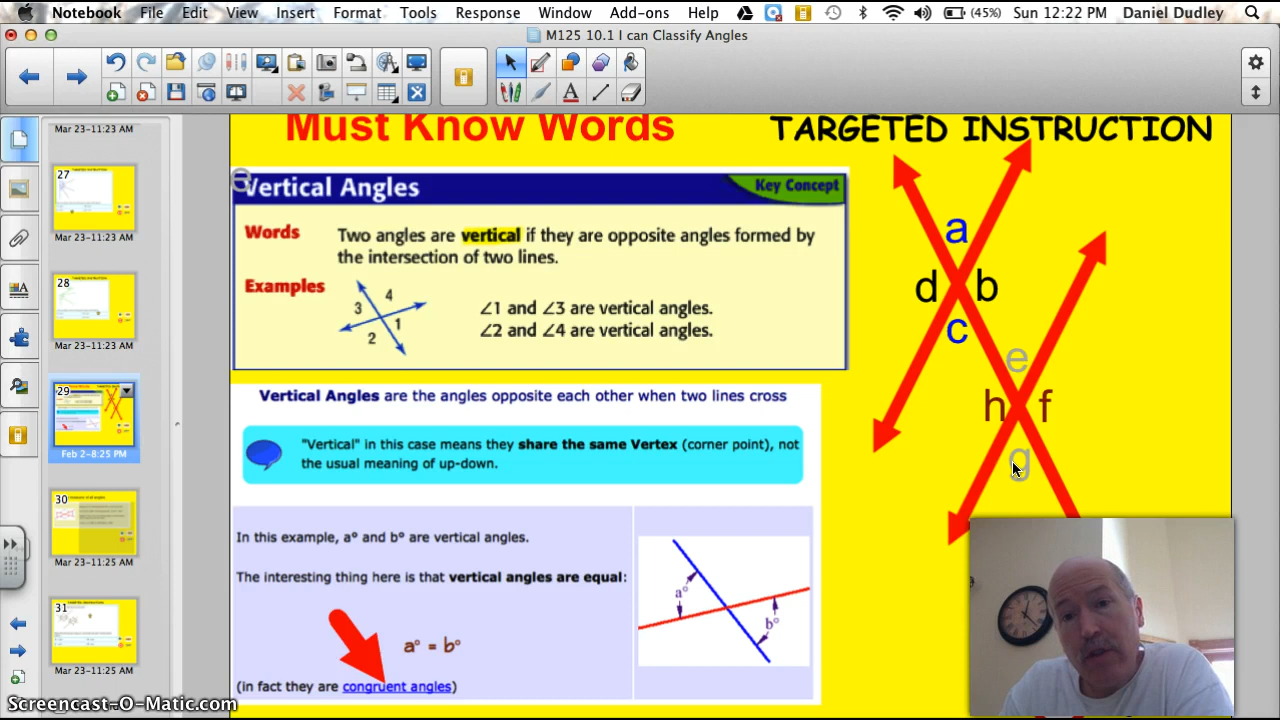 Notebook File Edit View Insert Format Tools Response Window Add-ons Help (45%) Sun 12:22 PM Daniel Dudley
M125 10.1 I can Classify Angles
Mar 23-11:23 AM
27
Mar 23-11:23 AM
28
Mar 23-11:23 AM
29
Feb 2-8:25 PM
30
Mar 23-11:25 AM
31
Mar 23-11:25 AM
Must Know Words
TARGETED INSTRUCTION
e
Vertical Angles
Key Concept
Words
Two angles are vertical if they are opposite angles formed by
the intersection of two lines.
Examples
3 4
1
2
∠1 and ∠3 are vertical angles.
∠2 and ∠4 are vertical angles.
Vertical Angles are the angles opposite each other when two lines cross
"Vertical" in this case means they share the same Vertex (corner point), not
the usual meaning of up-down.
In this example, a° and b° are vertical angles.
The interesting thing here is that vertical angles are equal:
a° = b°
(in fact they are congruent angles)
a°
b°
a
d b
c
e
h f
g
Screencast-O-Matic.com